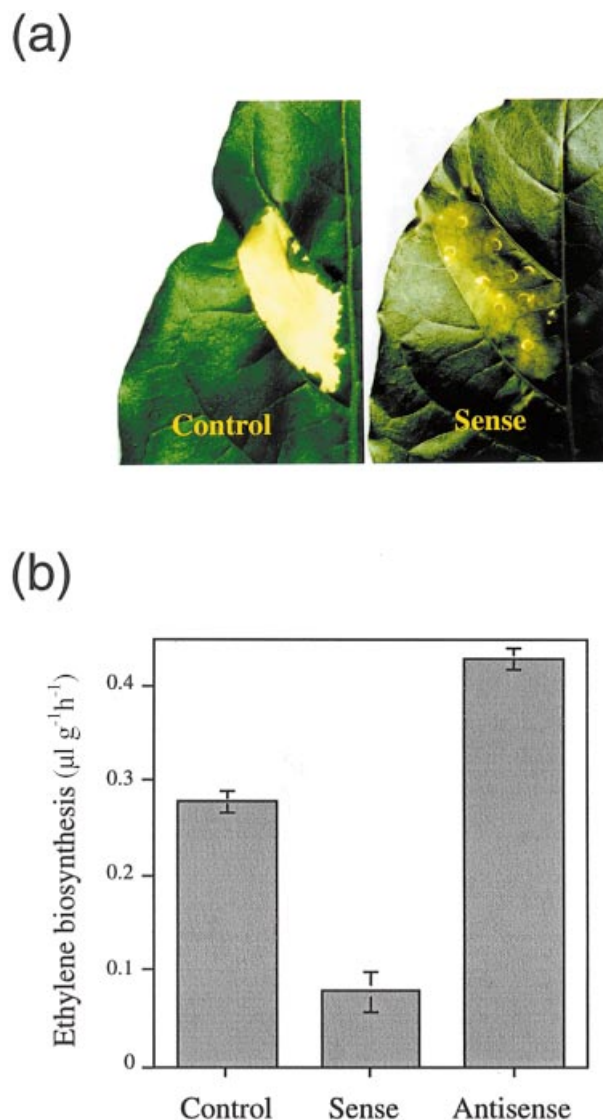 (a)
Control Sense
(b)
Ethylene biosynthesis (µl g⁻¹h⁻¹)
0.4
0.3
0.2
0.1
0
Control Sense Antisense